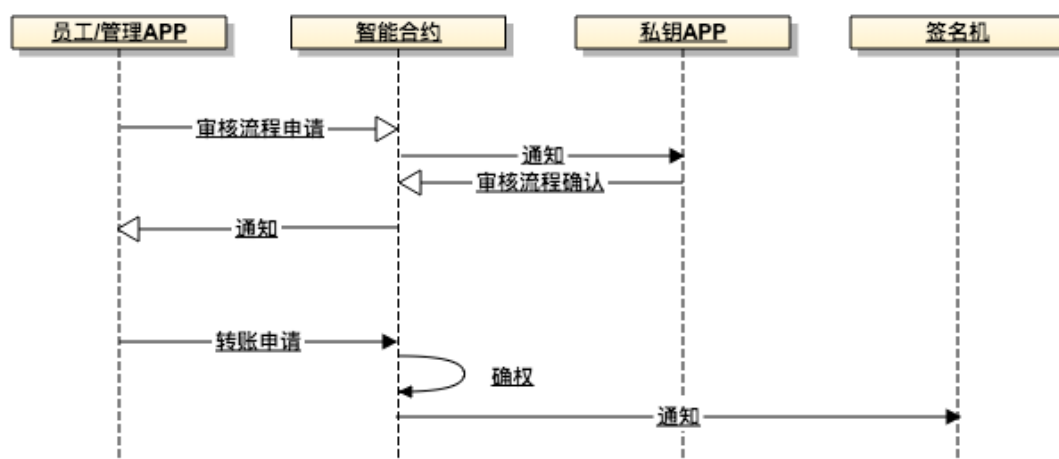 员工/管理APP
智能合约
私钥APP
签名机
审核流程申请
通知
审核流程确认
通知
转账申请
确权
通知